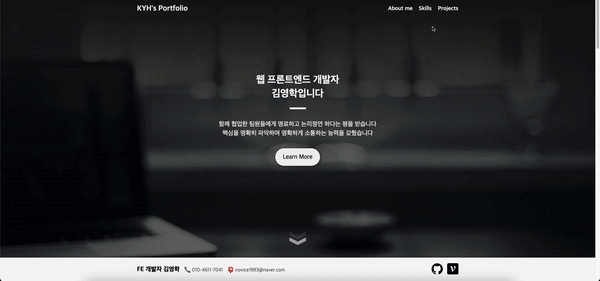 KYH's Portfolio
About me Skills Projects
웹 프론트엔드 개발자
김영학입니다
함께 협업한 팀원들에게 명료하고 논리정연 하다는 평을 받습니다
핵심을 명확히 파악하며 명확하게 소통하는 능력을 갖췄습니다
Learn More
FE 개발자 김영학 010-4611-7041 novice1993@naver.com